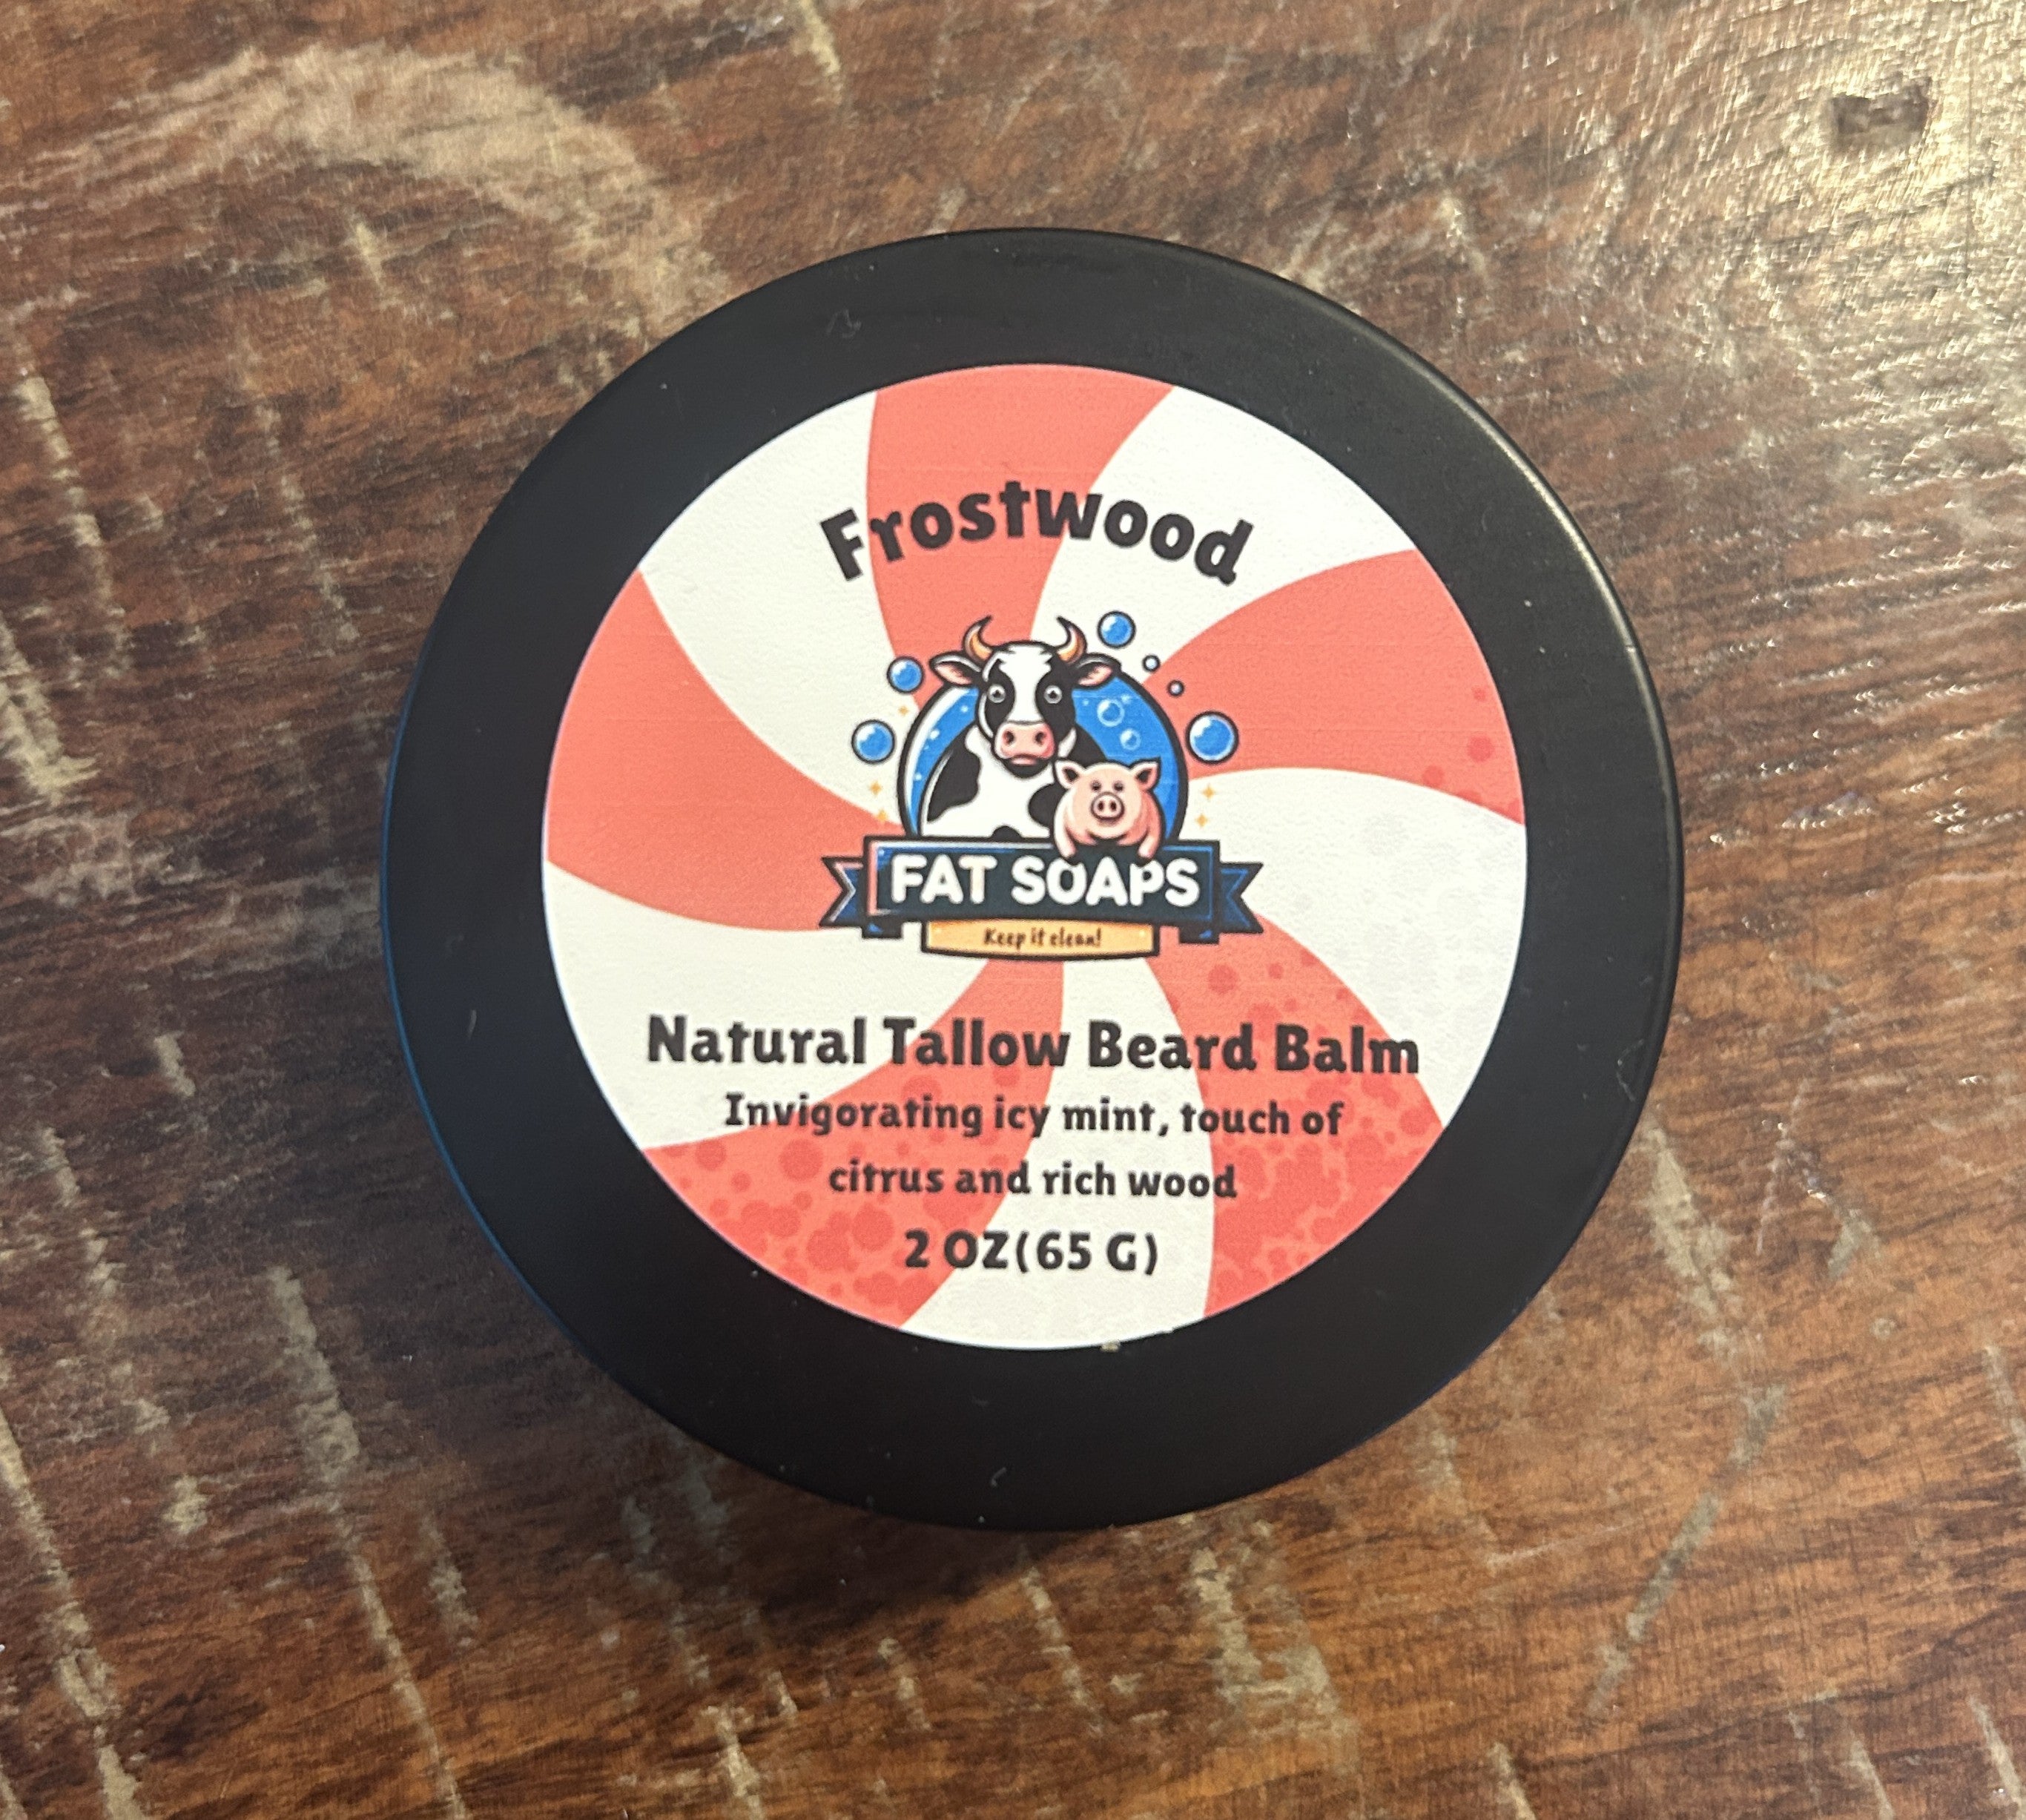 Frostwood
FAT SOAPS
Keep it clean!
Natural Tallow Beard Balm
Invigorating icy mint, touch of
citrus and rich wood
2 OZ(65 G)